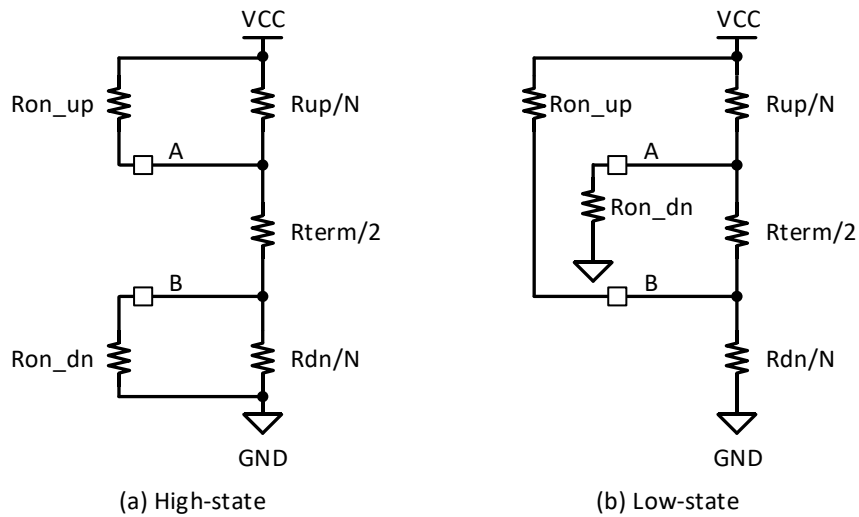 VCC
Ron_up
Rup/N
A
Rterm/2
B
Ron_dn
Rdn/N
GND
(a) High-state
VCC
Ron_up
Rup/N
A
Ron_dn
Rterm/2
B
Rdn/N
GND
(b) Low-state